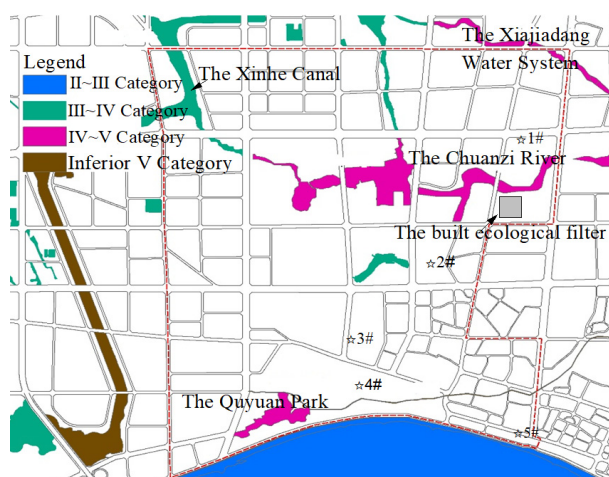 The Xiajiadang
Water System
Legend
II~III Category
III~IV Category
IV~V Category
Inferior V Category
The Xinhe Canal
☆1#
The Chuanzi River
The built ecological filter
☆2#
☆3#
☆4#
The Quyuan Park
☆5#